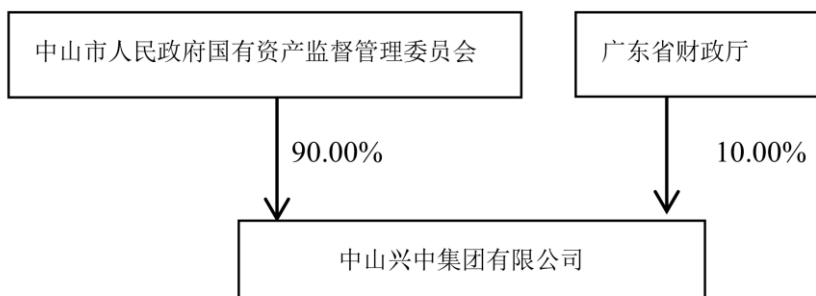 中山市人民政府国有资产监督管理委员会
广东省财政厅
90.00%
10.00%
中山兴中集团有限公司